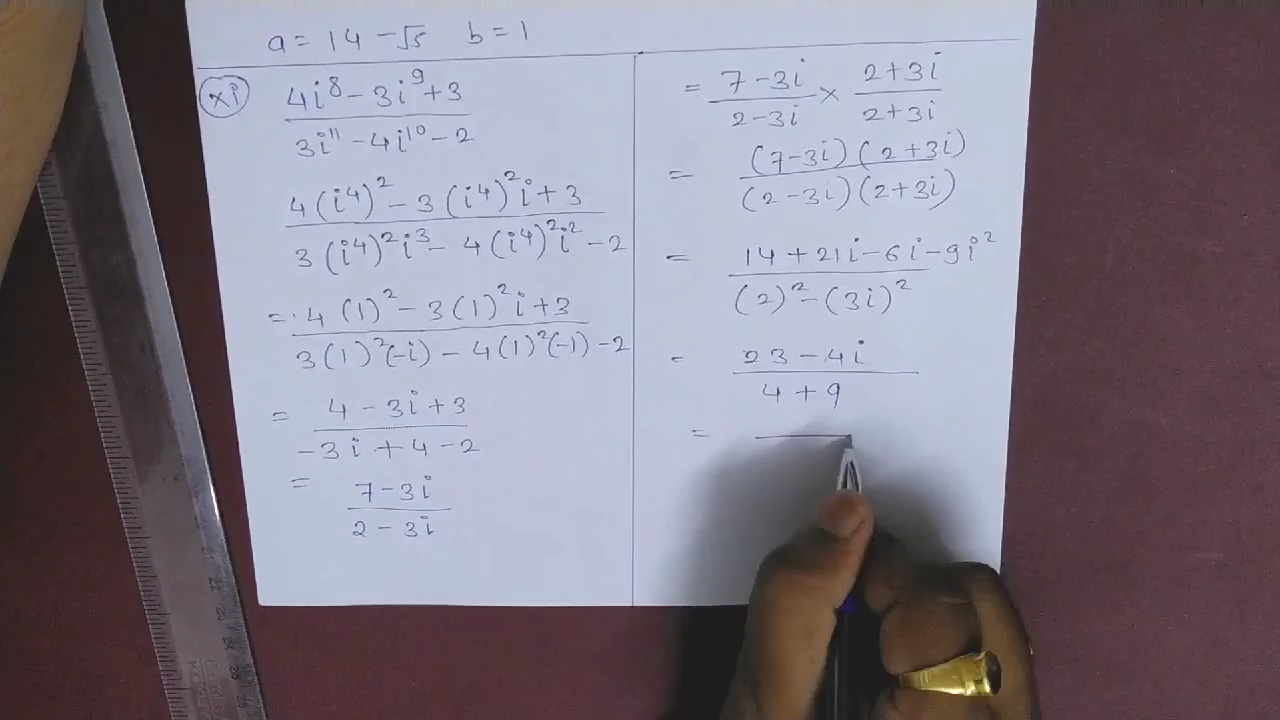 a = 14 - √5 b = 1
xi
4i⁸ - 3i⁹ + 3
3i¹¹ - 4i¹⁰ - 2
4(i⁴)² - 3(i⁴)²i + 3
3(i⁴)²i³ - 4(i⁴)²i² - 2
= 4(1)² - 3(1)²i + 3
3(1)²(-i) - 4(1)²(-1) - 2
= 4 - 3i + 3
-3i + 4 - 2
= 7 - 3i
2 - 3i
= 7 - 3i × 2 + 3i
2 - 3i 2 + 3i
= (7 - 3i)(2 + 3i)
(2 - 3i)(2 + 3i)
= 14 + 21i - 6i - 9i²
(2)² - (3i)²
= 23 - 4i
4 + 9
=